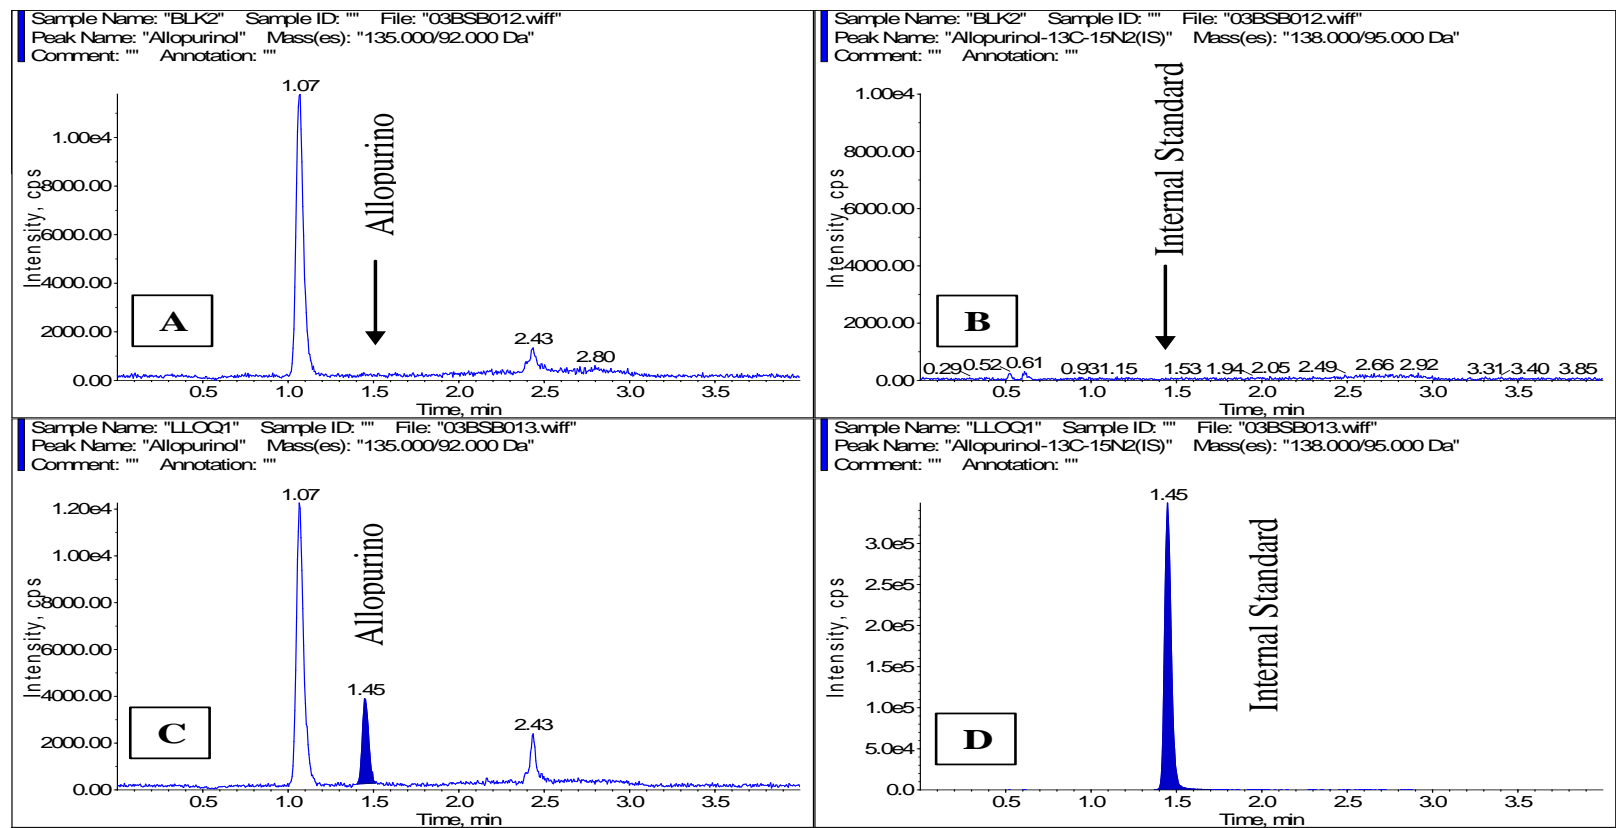 Sample Name: "BLK2" Sample ID: "" File: "03BSB012.wiff"
Peak Name: "Allopurinol" Mass(es): "135.000/92.000 Da"
Comment: "" Annotation: ""
1.07
Allopurino
1.00e4
8000.00
6000.00
4000.00
2000.00
0.00
Intensity, cps
A
2.43
2.80
0.5 1.0 1.5 2.0 2.5 3.0 3.5
Time, min
Sample Name: "BLK2" Sample ID: "" File: "03BSB012.wiff"
Peak Name: "Allopurinol-13C-15N2(IS)" Mass(es): "138.000/95.000 Da"
Comment: "" Annotation: ""
Internal Standard
1.00e4
8000.00
6000.00
4000.00
2000.00
0.00
Intensity, cps
B
0.29 0.52 0.61 0.93 1.15 1.53 1.94 2.05 2.49 2.66 2.92 3.31 3.40 3.85
0.5 1.0 1.5 2.0 2.5 3.0 3.5
Time, min
Sample Name: "LLOQ1" Sample ID: "" File: "03BSB013.wiff"
Peak Name: "Allopurinol" Mass(es): "135.000/92.000 Da"
Comment: "" Annotation: ""
1.07
Allopurino
1.20e4
1.00e4
8000.00
6000.00
4000.00
2000.00
0.00
Intensity, cps
C
1.45
2.43
0.5 1.0 1.5 2.0 2.5 3.0 3.5
Time, min
Sample Name: "LLOQ1" Sample ID: "" File: "03BSB013.wiff"
Peak Name: "Allopurinol-13C-15N2(IS)" Mass(es): "138.000/95.000 Da"
Comment: "" Annotation: ""
1.45
Internal Standard
3.0e5
2.5e5
2.0e5
1.5e5
1.0e5
5.0e4
0.0
Intensity, cps
D
0.5 1.0 1.5 2.0 2.5 3.0 3.5
Time, min